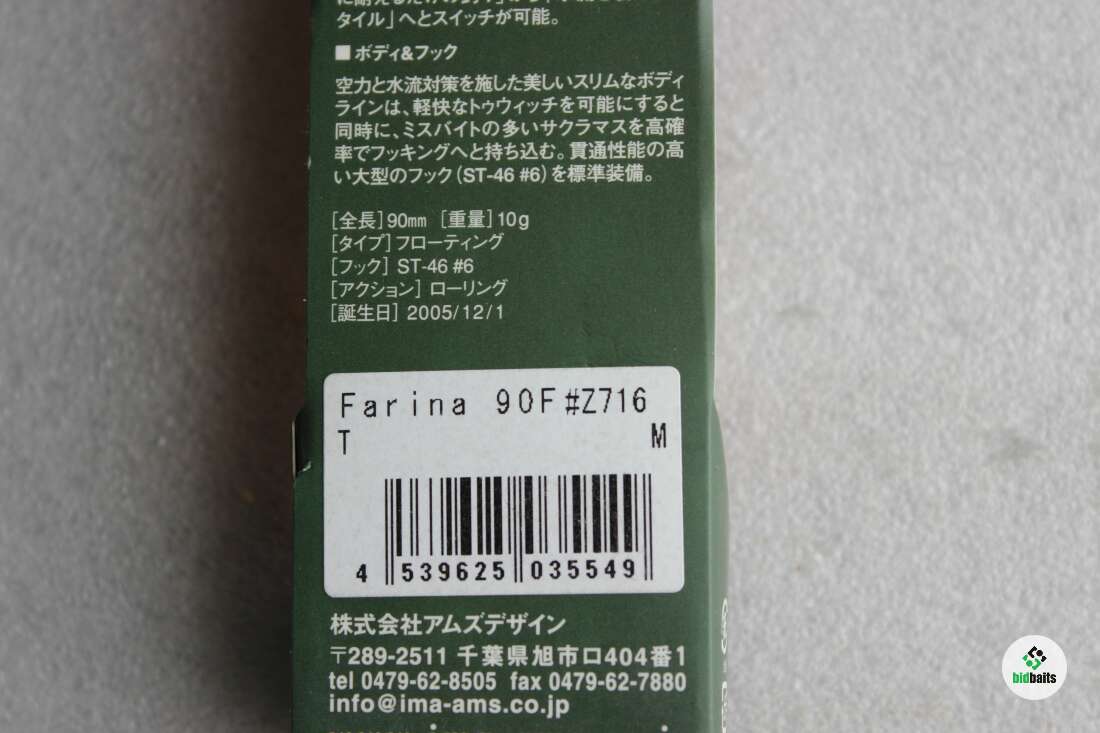 タイル」へとスイッチが可能。
■ボディ&フック
空力と水流対策を施した美しいスリムなボディ
ラインは、軽快なトゥウィッチを可能にすると
同時に、ミスバイトの多いサクラマスを高確
率でフッキングへと持ち込む。貫通性能の高
い大型のフック(ST-46 #6)を標準装備。
[全長]90mm [重量]10g
[タイプ]フローティング
[フック] ST-46 #6
[アクション] ローリング
[誕生日] 2005/12/1
Farina 90F#Z716
T M
4 539625 035549
株式会社アムズデザイン
〒289-2511 千葉県旭市口404番1
tel 0479-62-8505 fax 0479-62-7880
info@ima-ams.co.jp
bidbaits